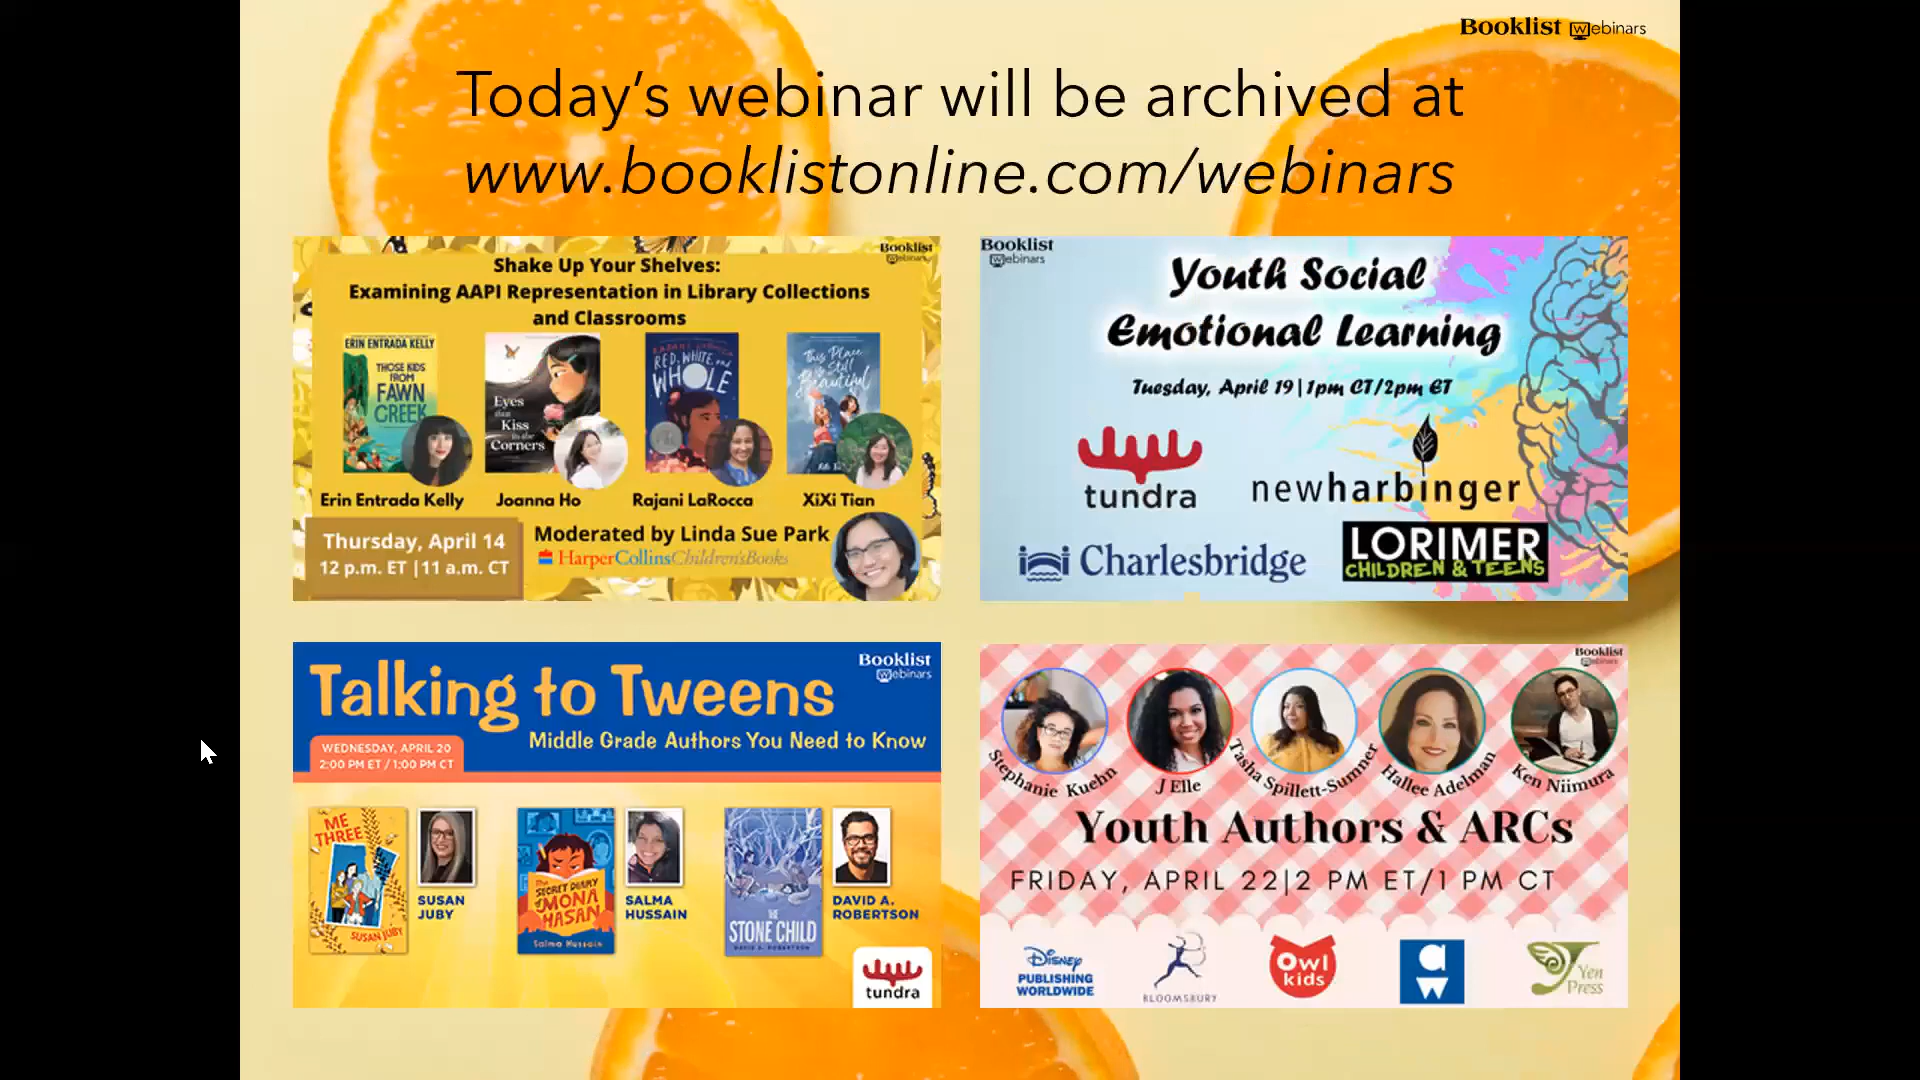 Booklist Webinars
Today's webinar will be archived at
www.booklistonline.com/webinars
Booklist
Webinars
Shake Up Your Shelves:
Examining AAPI Representation in Library Collections
and Classrooms
ERIN ENTRADA KELLY
THOSE KIDS
FROM
FAWN
CREEK
Eyes
that
Kiss
in the
Corners
RAJANI LAROCCA
RED, WHITE, and
WHOLE
This Place
Is Still
Beautiful
Erin Entrada Kelly
Joanna Ho
Rajani LaRocca
XiXi Tian
Thursday, April 14
12 p.m. ET |11 a.m. CT
Moderated by Linda Sue Park
HarperCollinsChildren'sBooks
Booklist
Webinars
Youth Social
Emotional Learning
Tuesday, April 19|1pm CT/2pm ET
tundra
newharbinger
Charlesbridge
LORIMER
CHILDREN & TEENS
Booklist
Webinars
Talking to Tweens
Middle Grade Authors You Need to Know
WEDNESDAY, APRIL 20
2:00 PM ET / 1:00 PM CT
ME
THREE
SUSAN JUBY
SUSAN
JUBY
The
SECRET DIARY
of MONA
HASAN
Salma Hussain
SALMA
HUSSAIN
THE
STONE CHILD
DAVID A. ROBERTSON
DAVID A.
ROBERTSON
tundra
Booklist
Webinars
Stephanie Kuehn
J Elle
Tasha Spillett-Sumner
Hallee Adelman
Ken Niimura
Youth Authors & ARCs
FRIDAY, APRIL 22|2 PM ET/1 PM CT
Disney
PUBLISHING
WORLDWIDE
BLOOMSBURY
Owl
kids
a
w
Yen
Press